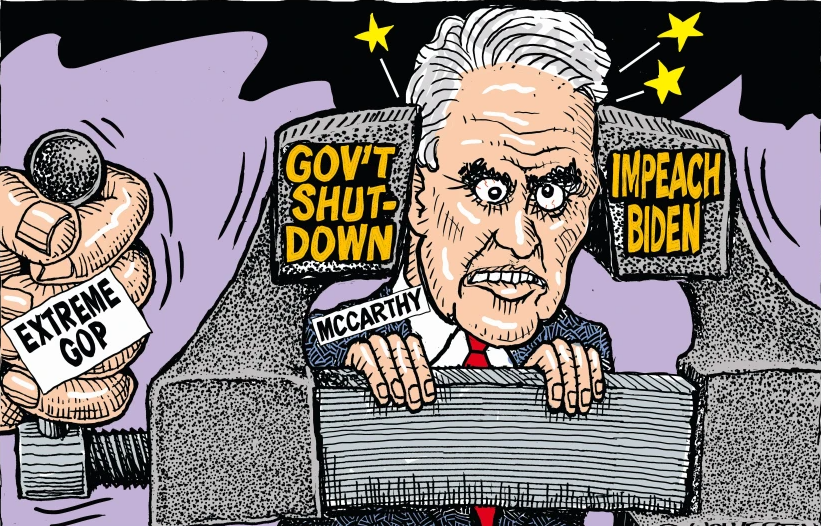 GOV'T
SHUT-
DOWN
IMPEACH
BIDEN
EXTREME
GOP
MCCARTHY